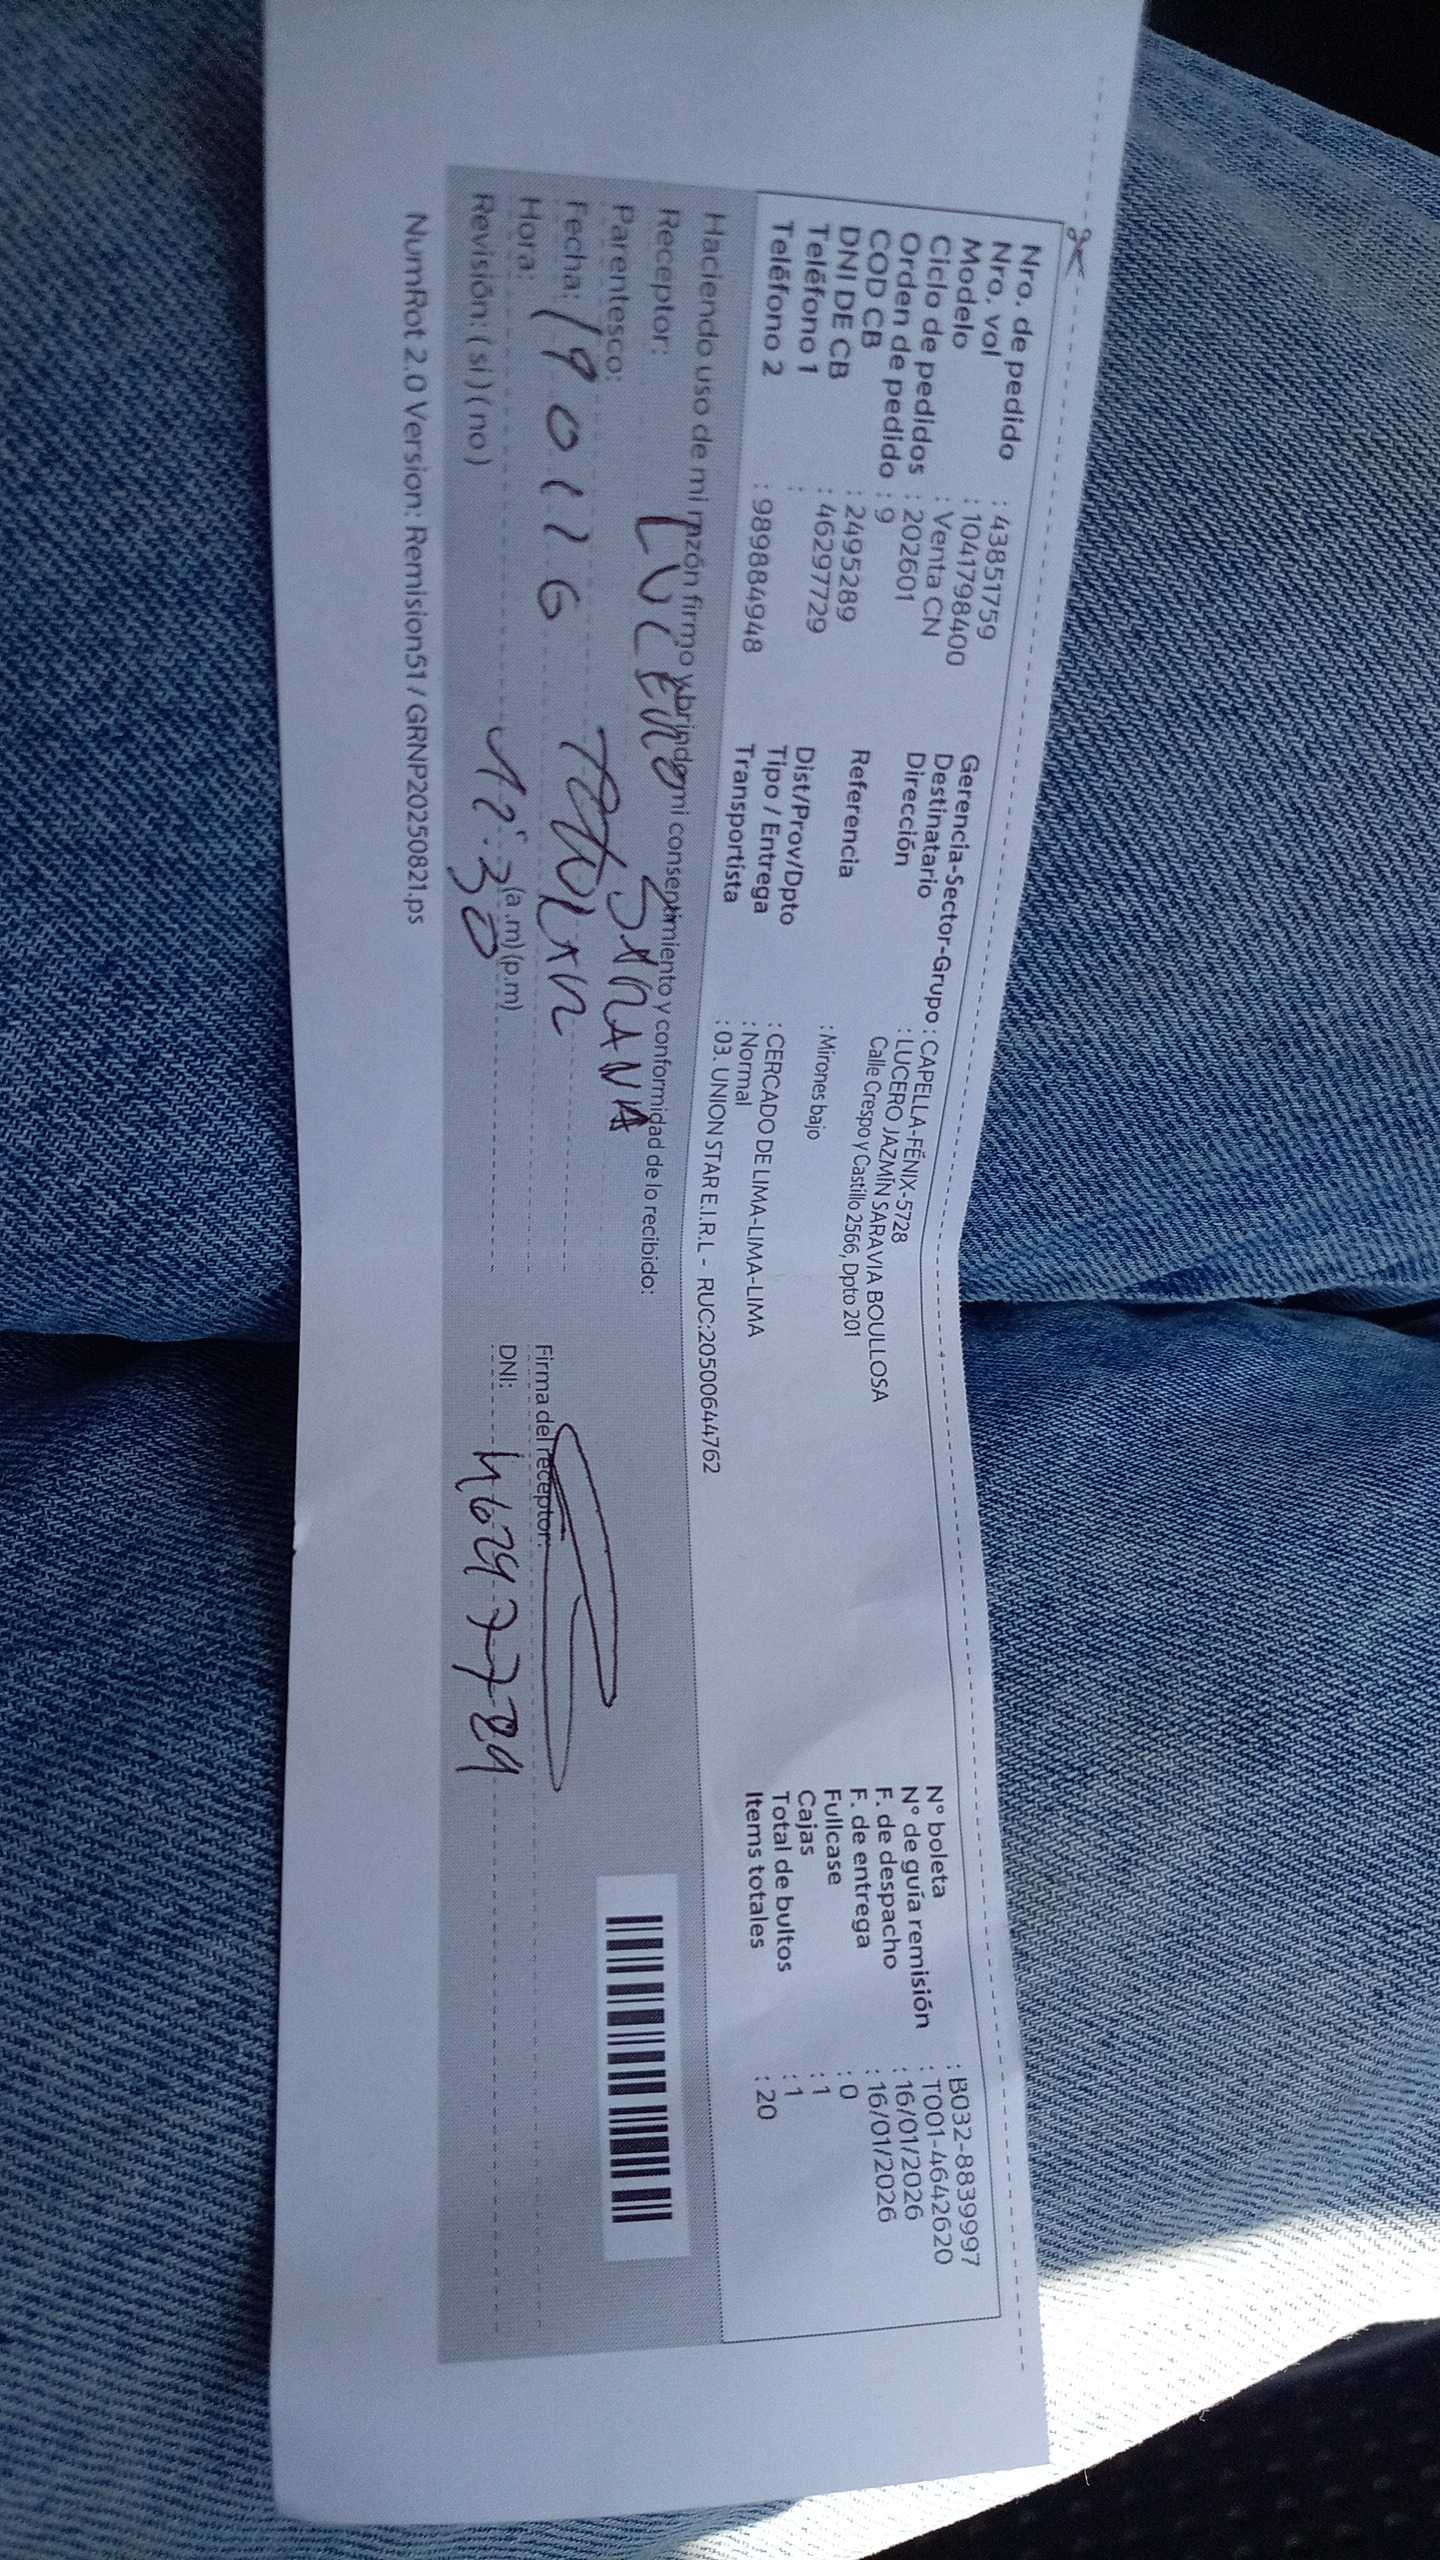 Nro. de pedido : 43851759
Nro. vol : 1041798400
Modelo : Venta CN
Ciclo de pedidos : 202601
Orden de pedido : 9
COD CB : 2495289
DNI DE CB : 46297729
Teléfono 1 :
Teléfono 2 : 989884948
Gerencia-Sector-Grupo : CAPELLA-FÉNIX-5728
Destinatario : LUCERO JAZMÍN SARAVIA BOULLOSA
Dirección Calle Crespo y Castillo 2566, Dpto 201
Referencia : Mirones bajo
Dist/Prov/Dpto : CERCADO DE LIMA-LIMA-LIMA
Tipo / Entrega : Normal
Transportista : 03. UNION STAR E.I.R.L - RUC:20500644762
N° boleta : B032-8839997
N° de guía remisión : T001-4642620
F. de despacho : 16/01/2026
F. de entrega : 16/01/2026
Fullcase : 0
Cajas : 1
Total de bultos : 1
Items totales : 20
Haciendo uso de mi razón firmo y brindo mi consentimiento y conformidad de lo recibido:
Receptor: LUCERO
Parentesco:
Fecha: 19 01 26
Hora: 12:30 (a.m) (p.m)
Revisión: ( sí ) ( no )
Firma del receptor:
DNI: 46297729
NumRot 2.0 Version: Remision51 / GRNP20250821.ps